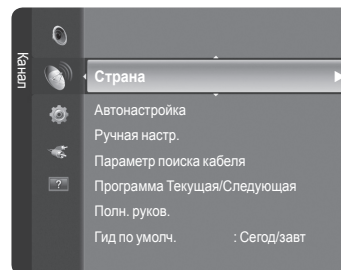 Канал
Страна
Автонастройка
Ручная настр.
Параметр поиска кабеля
Программа Текущая/Следующая
Полн. руков.
Гид по умолч. : Сегод/завт
?